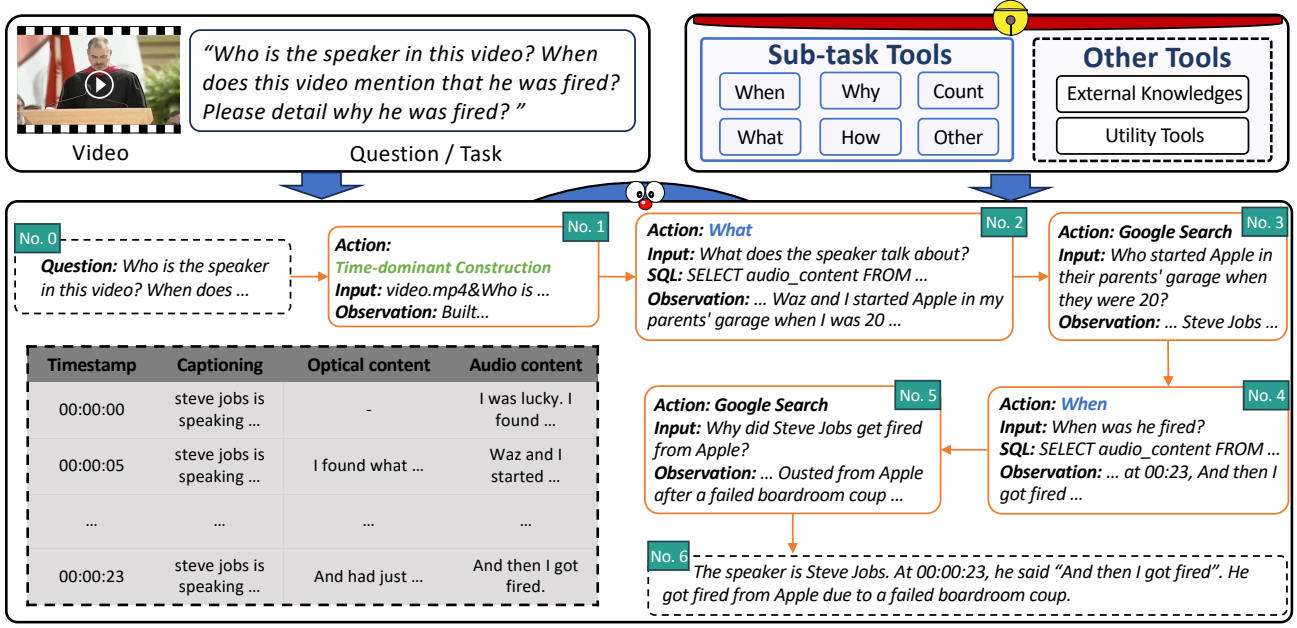 “Who is the speaker in this video? When
does this video mention that he was fired?
Please detail why he was fired? ”
Video
Question / Task
Sub-task Tools
When
Why
Count
What
How
Other
Other Tools
External Knowledges
Utility Tools
No. 0
Question: Who is the speaker
in this video? When does ...
No. 1
Action:
Time-dominant Construction
Input: video.mp4&Who is ...
Observation: Built...
No. 2
Action: What
Input: What does the speaker talk about?
SQL: SELECT audio_content FROM ...
Observation: ... Waz and I started Apple in my
parents' garage when I was 20 ...
No. 3
Action: Google Search
Input: Who started Apple in
their parents' garage when
they were 20?
Observation: ... Steve Jobs ...
No. 4
Action: When
Input: When was he fired?
SQL: SELECT audio_content FROM ...
Observation: ... at 00:23, And then I
got fired ...
No. 5
Action: Google Search
Input: Why did Steve Jobs get fired
from Apple?
Observation: ... Ousted from Apple
after a failed boardroom coup ...
No. 6
The speaker is Steve Jobs. At 00:00:23, he said “And then I got fired”. He
got fired from Apple due to a failed boardroom coup.
Timestamp Captioning Optical content Audio content
00:00:00 steve jobs is speaking ... - I was lucky. I found ...
00:00:05 steve jobs is speaking ... I found what ... Waz and I started ...
... ... ... ...
00:00:23 steve jobs is speaking ... And had just ... And then I got fired.